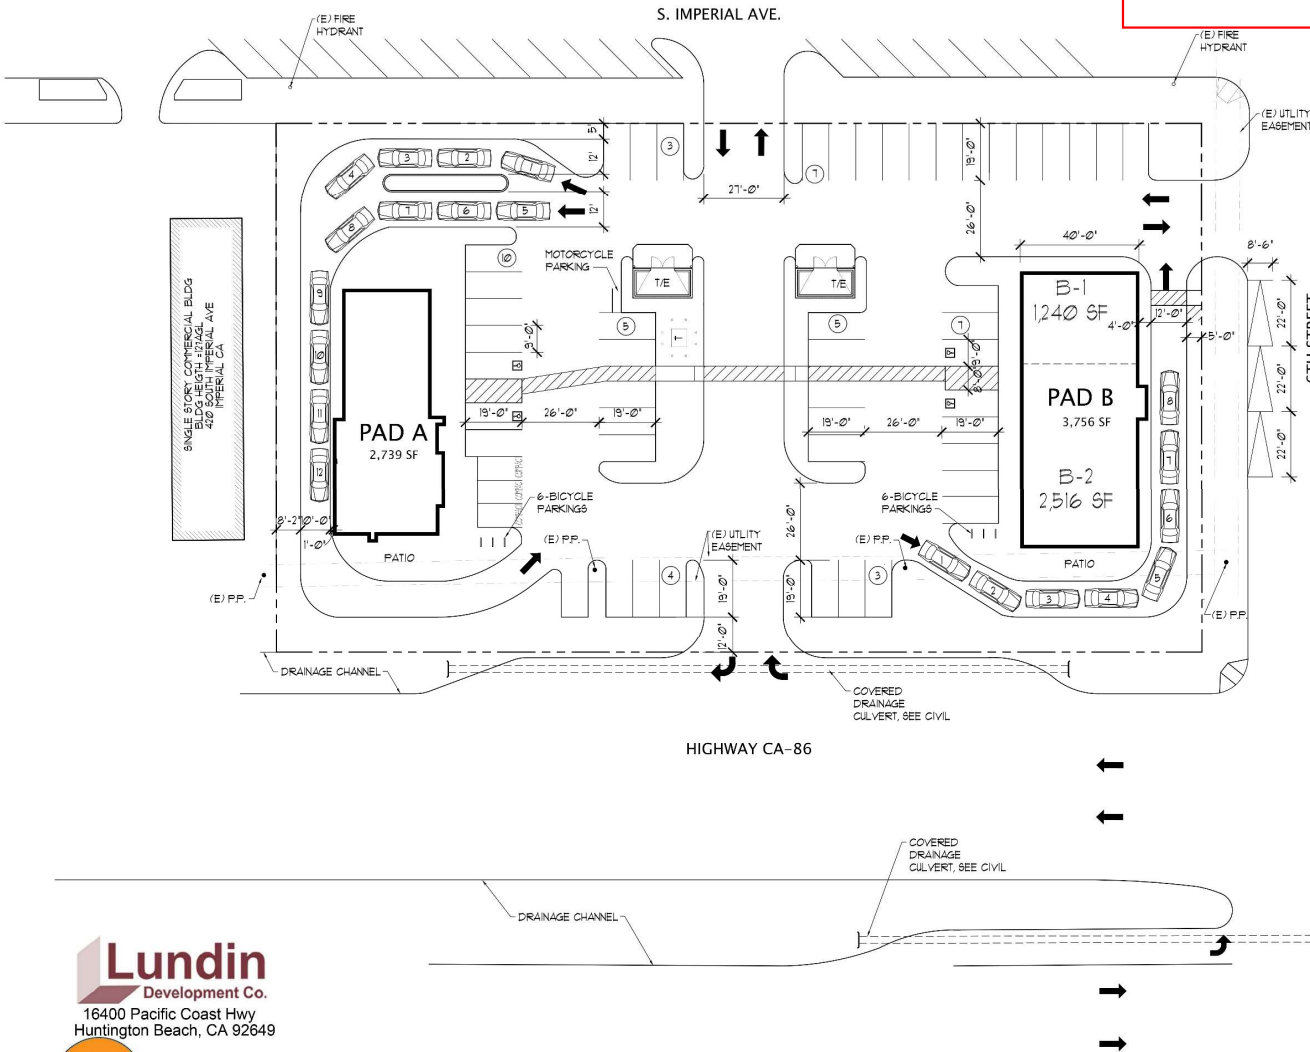 S. IMPERIAL AVE.
(E) FIRE
HYDRANT
(E) FIRE
HYDRANT
(E) UTLITY
EASEMENT
5'
12'
12'
3
7
27'-0"
19'-0"
26'-0"
3
2
4
7
6
5
8
9
10
11
12
SINGLE STORY COMMERCIAL BLDG
420 SOUTH IMPERIAL AVE
IMPERIAL CA
10
MOTORCYCLE
PARKING
T/E
T/E
T
5
5
7
9'-0"
9'-0"
8'-0"
40'-0"
8'-6"
B-1
1,240 SF
4'-0"
12'-0"
5'-0"
22'-0"
22'-0"
22'-0"
PAD A
2,739 SF
19'-0"
26'-0"
19'-0"
19'-0"
26'-0"
19'-0"
PAD B
3,756 SF
B-2
2,516 SF
8
7
6
5
4
3
2
1
8'-2"
1'-0"
PATIO
6-BICYCLE
PARKINGS
(E) P.P.
(E) UTLITY
EASEMENT
26'-0"
6-BICYCLE
PARKINGS
(E) P.P.
PATIO
4
3
19'-0"
19'-0"
12'-0"
(E) P.P.
(E) P.P.
DRAINAGE CHANNEL
COVERED
DRAINAGE
CULVERT, SEE CIVIL
HIGHWAY CA-86
COVERED
DRAINAGE
CULVERT, SEE CIVIL
DRAINAGE CHANNEL
Lundin
Development Co.
16400 Pacific Coast Hwy
Huntington Beach, CA 92649